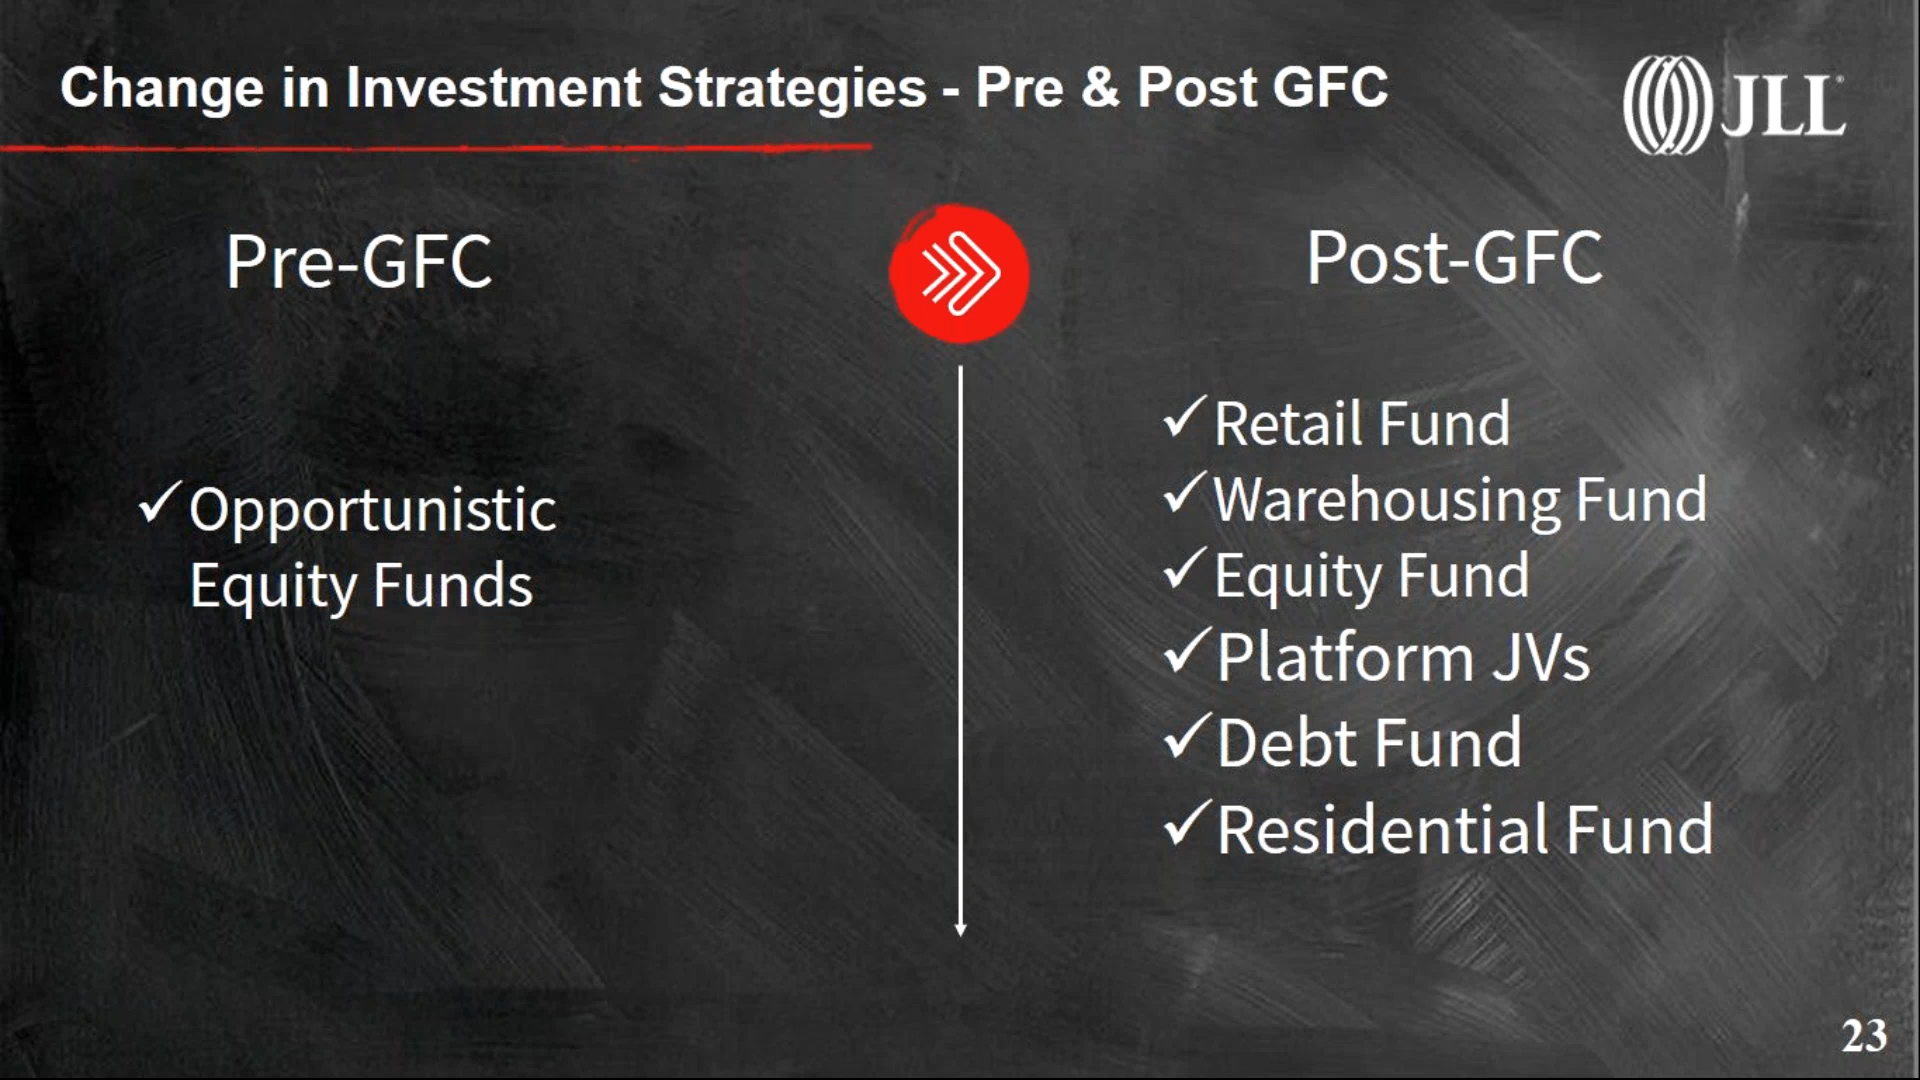 Change in Investment Strategies - Pre & Post GFC
JLL
Pre-GFC
✓Opportunistic
Equity Funds
Post-GFC
✓Retail Fund
✓Warehousing Fund
✓Equity Fund
✓Platform JVs
✓Debt Fund
✓Residential Fund
23